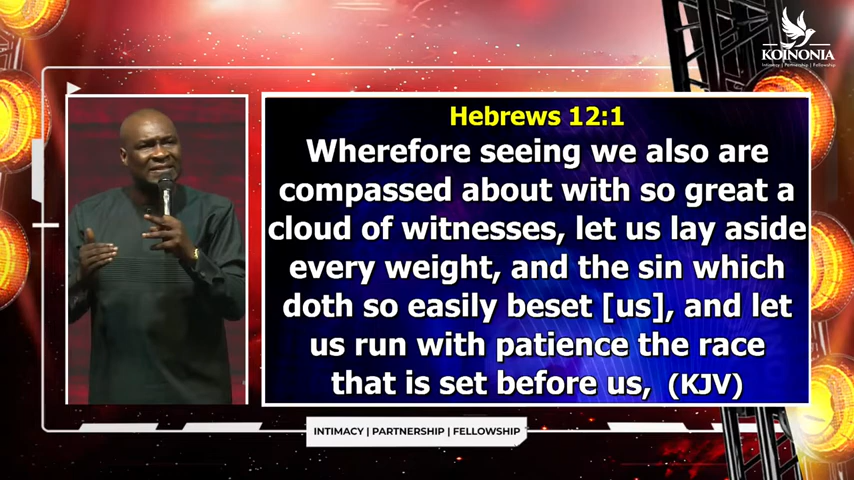 KOINONIA
Intimacy | Partnership | Fellowship
Hebrews 12:1
Wherefore seeing we also are
compassed about with so great a
cloud of witnesses, let us lay aside
every weight, and the sin which
doth so easily beset [us], and let
us run with patience the race
that is set before us, (KJV)
INTIMACY | PARTNERSHIP | FELLOWSHIP